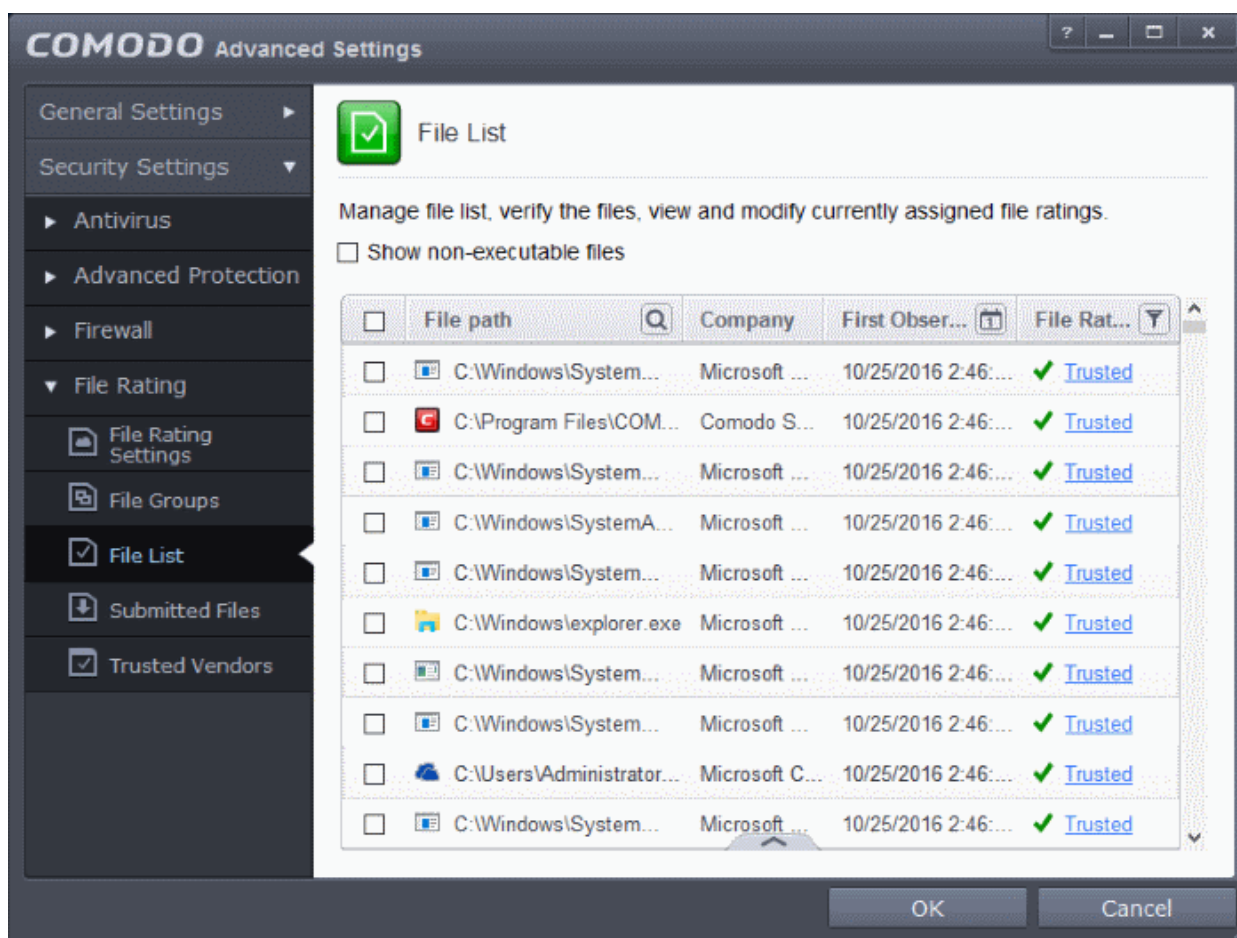 COMODO Advanced Settings
?
General Settings
Security Settings
Antivirus
Advanced Protection
Firewall
File Rating
File Rating
Settings
File Groups
File List
Submitted Files
Trusted Vendors
File List
Manage file list, verify the files, view and modify currently assigned file ratings.
Show non-executable files
File path Company First Obser... 1 File Rat...
C:\Windows\System... Microsoft ... 10/25/2016 2:46:... Trusted
C:\Program Files\COM... Comodo S... 10/25/2016 2:46:... Trusted
C:\Windows\System... Microsoft ... 10/25/2016 2:46:... Trusted
C:\Windows\SystemA... Microsoft ... 10/25/2016 2:46:... Trusted
C:\Windows\System... Microsoft ... 10/25/2016 2:46:... Trusted
C:\Windows\explorer.exe Microsoft ... 10/25/2016 2:46:... Trusted
C:\Windows\System... Microsoft ... 10/25/2016 2:46:... Trusted
C:\Windows\System... Microsoft ... 10/25/2016 2:46:... Trusted
C:\Users\Administrator... Microsoft C... 10/25/2016 2:46:... Trusted
C:\Windows\System... Microsoft ... 10/25/2016 2:46:... Trusted
OK Cancel